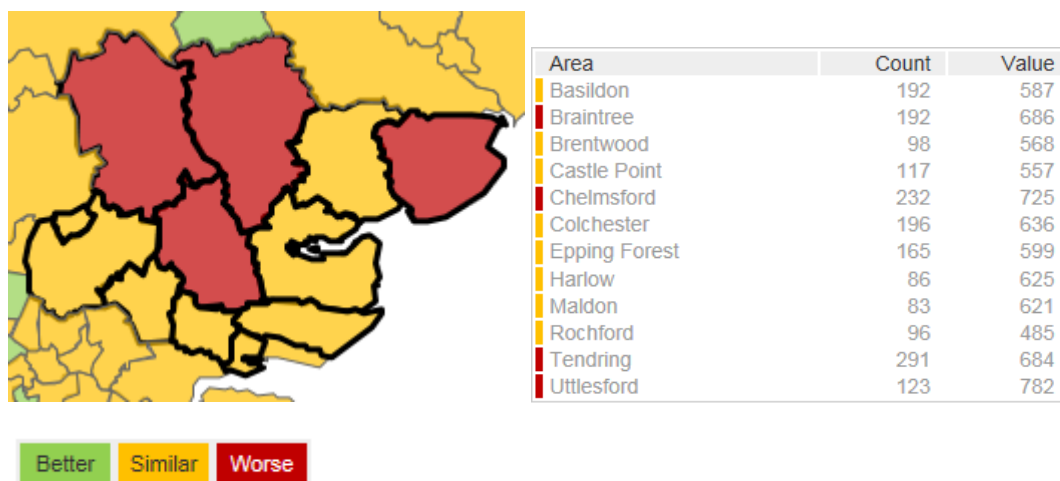 Area Count Value
Basildon 192 587
Braintree 192 686
Brentwood 98 568
Castle Point 117 557
Chelmsford 232 725
Colchester 196 636
Epping Forest 165 599
Harlow 86 625
Maldon 83 621
Rochford 96 485
Tendring 291 684
Uttlesford 123 782
Better Similar Worse